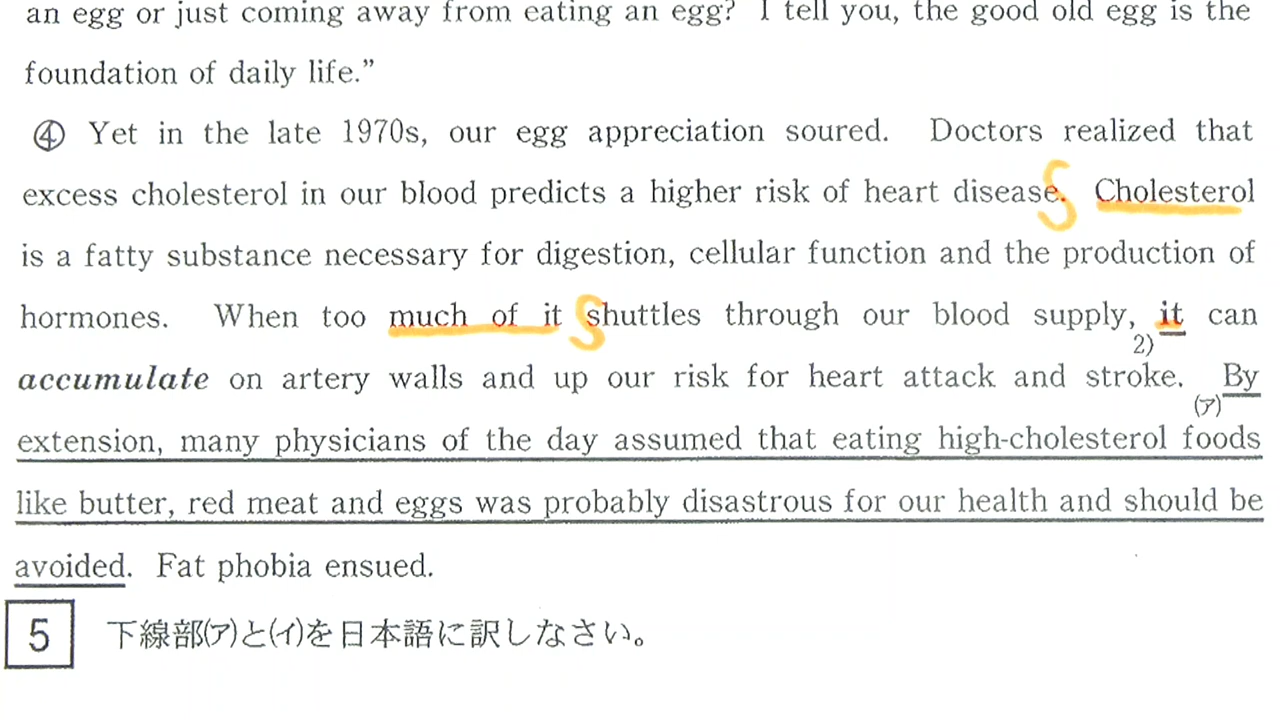 an egg or just coming away from eating an egg? I tell you, the good old egg is the
foundation of daily life.”
④ Yet in the late 1970s, our egg appreciation soured. Doctors realized that
excess cholesterol in our blood predicts a higher risk of heart disease. Cholesterol
is a fatty substance necessary for digestion, cellular function and the production of
hormones. When too much of it shuttles through our blood supply, it can
2)
accumulate on artery walls and up our risk for heart attack and stroke. By
(ア)
extension, many physicians of the day assumed that eating high-cholesterol foods
like butter, red meat and eggs was probably disastrous for our health and should be
avoided. Fat phobia ensued.
5 下線部(ア)と(イ)を日本語に訳しなさい。